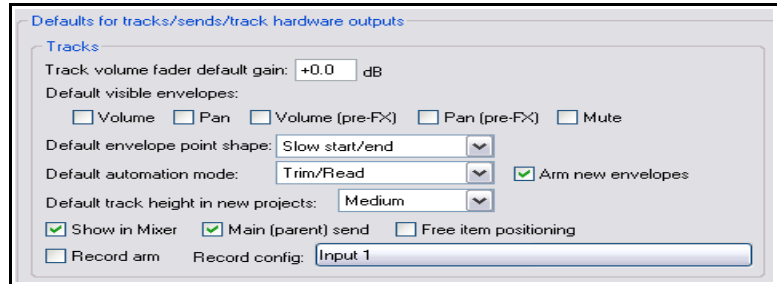 Defaults for tracks/sends/track hardware outputs
Tracks
Track volume fader default gain: +0.0 dB
Default visible envelopes:
Volume Pan Volume (pre-FX) Pan (pre-FX) Mute
Default envelope point shape: Slow start/end
Default automation mode: Trim/Read Arm new envelopes
Default track height in new projects: Medium
Show in Mixer Main (parent) send Free item positioning
Record arm Record config: Input 1